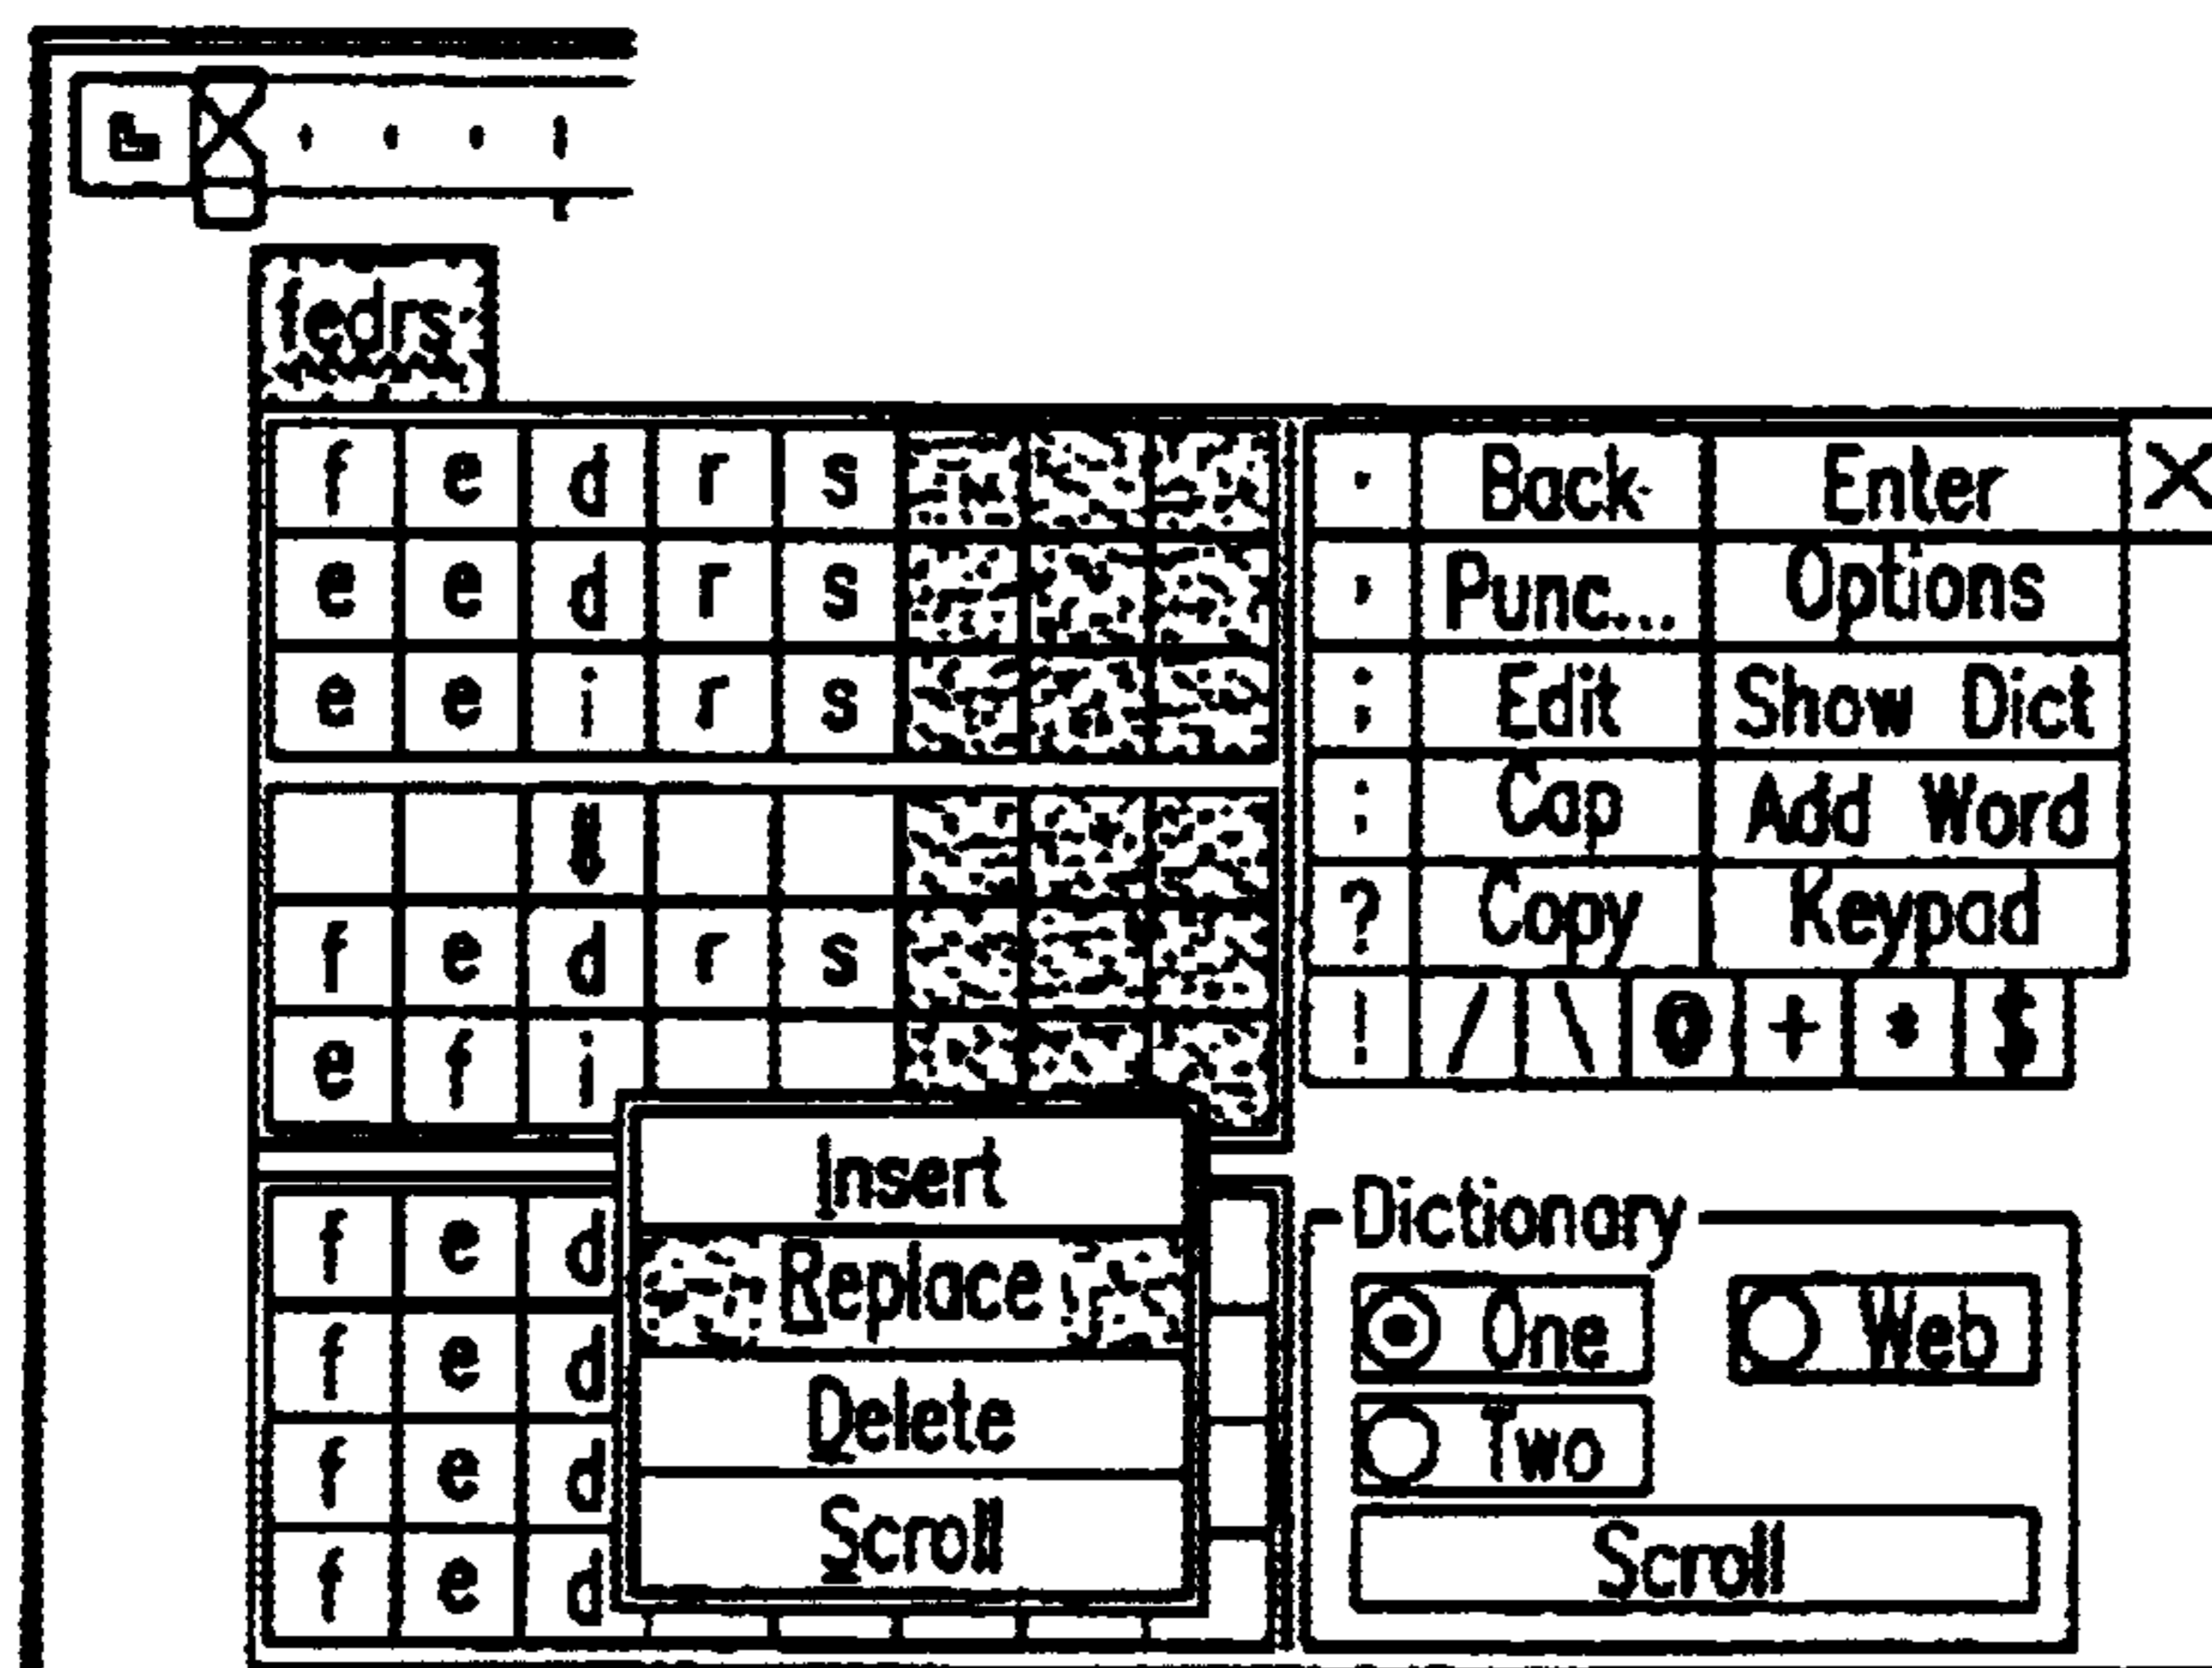 fedrs
f e d r s . Back Enter X
e e d r s , Punc... Options
e e i r s ; Edit Show Dict
: Cap Add Word
f e d r s ? Copy Keypad
e f i ! / \ @ + * $
Insert
Replace
Delete
Scroll
f e d
f e d
f e d
f e d
Dictionary
One Web
Two
Scroll